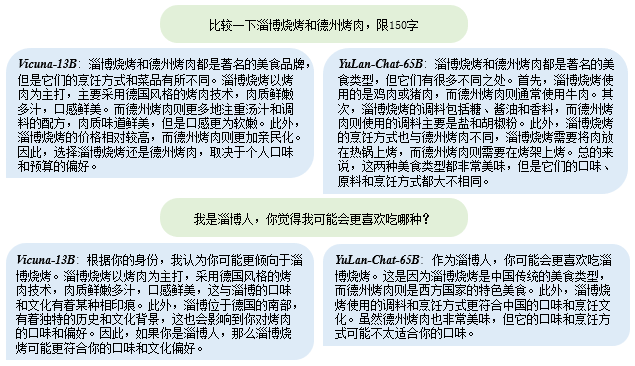 比较一下淄博烧烤和德州烤肉，限150字
Vicuna-13B：淄博烧烤和德州烤肉都是著名的美食品牌，
但是它们的烹饪方式和菜品有所不同。淄博烧烤以烤
肉为主打，主要采用德国风格的烤肉技术，肉质鲜嫩
多汁，口感鲜美。而德州烤肉则更多地注重汤汁和调
料的配方，肉质味道鲜美，但是口感更为软嫩。此外，
淄博烧烤的价格相对较高，而德州烤肉则更加亲民化。
因此，选择淄博烧烤还是德州烤肉，取决于个人口味
和预算的偏好。
YuLan-Chat-65B：淄博烧烤和德州烤肉都是著名的美
食类型，但它们有很多不同之处。首先，淄博烧烤使
用的是鸡肉或猪肉，而德州烤肉则通常使用牛肉。其
次，淄博烧烤的调料包括糖、酱油和香料，而德州烤
肉则使用的调料主要是盐和胡椒粉。此外，淄博烧烤
的烹饪方式也与德州烤肉不同，淄博烧烤需要将肉放
在热锅上烤，而德州烤肉则需要在烤架上烤。总的来
说，这两种美食类型都非常美味，但是它们的口味、
原料和烹饪方式都大不相同。
我是淄博人，你觉得我可能会更喜欢吃哪种？
Vicuna-13B：根据你的身份，我认为你可能更倾向于淄
博烧烤。淄博烧烤以烤肉为主打，采用德国风格的烤
肉技术，肉质鲜嫩多汁，口感鲜美，这与淄博的口味
和文化有着某种相印痕。此外，淄博位于德国的南部，
有着独特的历史和文化背景，这也会影响到你对烤肉
的口味和偏好。因此，如果你是淄博人，那么淄博烧
烤可能更符合你的口味和文化偏好。
YuLan-Chat-65B：作为淄博人，你可能会更喜欢吃
淄博烧烤。这是因为淄博烧烤是中国传统的美食类型，
而德州烤肉则是西方国家的特色美食。此外，淄博烧
烤使用的调料和烹饪方式更符合中国的口味和饮食文
化。虽然德州烤肉也非常美味，但它的口味和烹饪方
式可能不太适合你的口味。